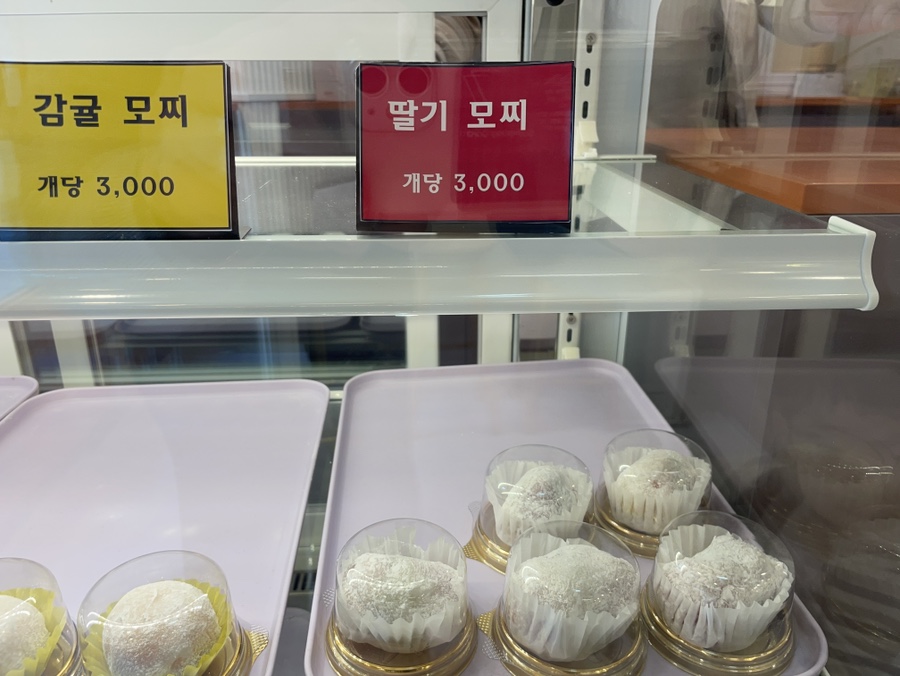 감귤 모찌
개당 3,000
딸기 모찌
개당 3,000